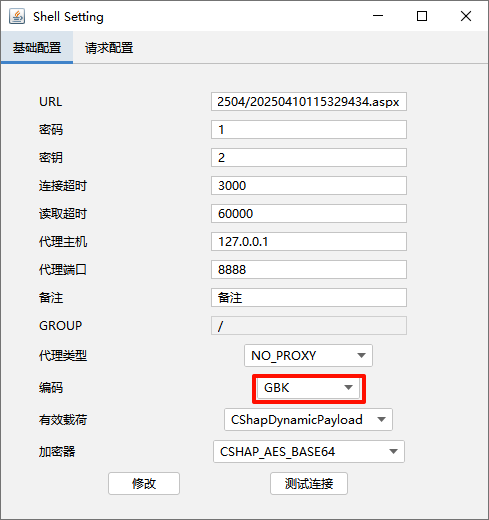 Shell Setting
基础配置 请求配置
URL 2504/20250410115329434.aspx
密码 1
密钥 2
连接超时 3000
读取超时 60000
代理主机 127.0.0.1
代理端口 8888
备注 备注
GROUP /
代理类型 NO_PROXY
编码 GBK
有效载荷 CShapDynamicPayload
加密器 CSHAP_AES_BASE64
修改 测试连接